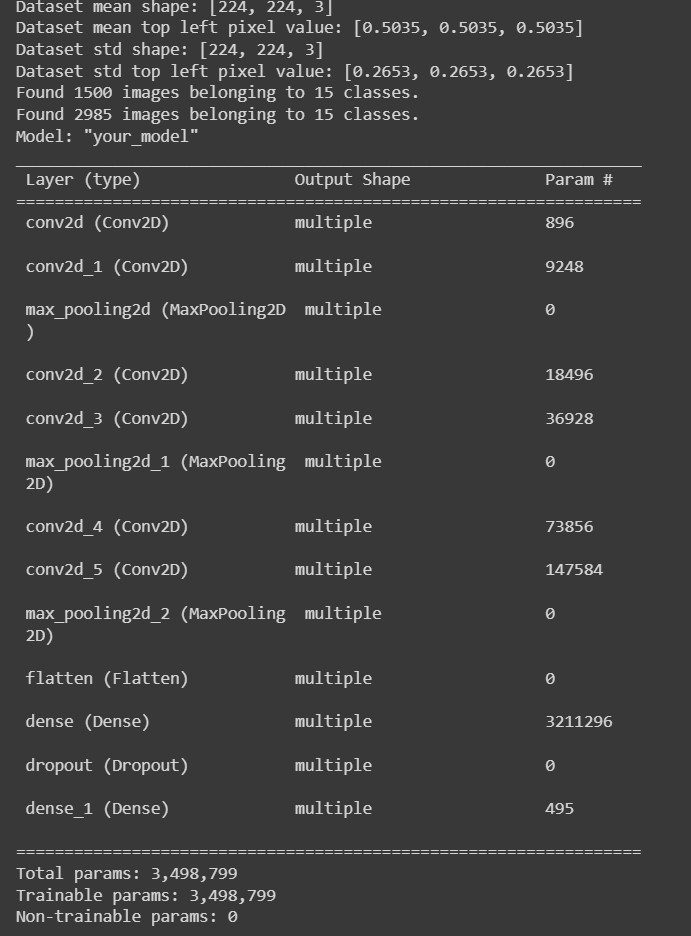 Dataset mean shape: [224, 224, 3]
Dataset mean top left pixel value: [0.5035, 0.5035, 0.5035]
Dataset std shape: [224, 224, 3]
Dataset std top left pixel value: [0.2653, 0.2653, 0.2653]
Found 1500 images belonging to 15 classes.
Found 2985 images belonging to 15 classes.
Model: "your_model"
Layer (type) Output Shape Param #
conv2d (Conv2D) multiple 896
conv2d_1 (Conv2D) multiple 9248
max_pooling2d (MaxPooling2D multiple 0
)
conv2d_2 (Conv2D) multiple 18496
conv2d_3 (Conv2D) multiple 36928
max_pooling2d_1 (MaxPooling multiple 0
2D)
conv2d_4 (Conv2D) multiple 73856
conv2d_5 (Conv2D) multiple 147584
max_pooling2d_2 (MaxPooling multiple 0
2D)
flatten (Flatten) multiple 0
dense (Dense) multiple 3211296
dropout (Dropout) multiple 0
dense_1 (Dense) multiple 495
Total params: 3,498,799
Trainable params: 3,498,799
Non-trainable params: 0